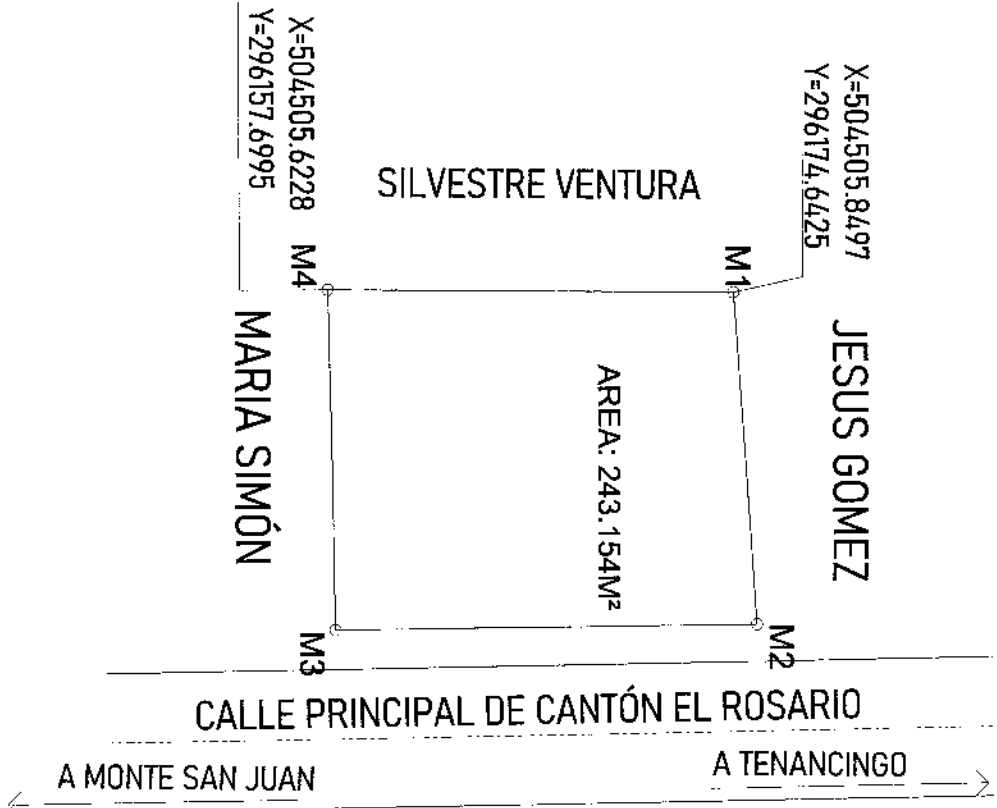 X=504505.6228
Y=296157.6995
X=504505.8497
Y=296174.6425
SILVESTRE VENTURA
M4
M1
MARIA SIMÓN
JESUS GOMEZ
AREA: 243.154M²
M3
M2
CALLE PRINCIPAL DE CANTÓN EL ROSARIO
A MONTE SAN JUAN
A TENANCINGO